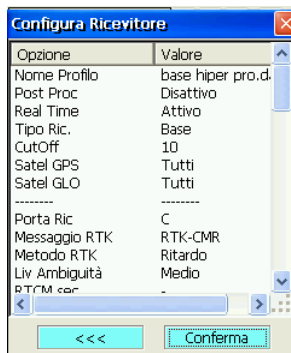 Configura Ricevitore
Opzione Valore
Nome Profilo base hiper pro.d
Post Proc Disattivo
Real Time Attivo
Tipo Ric. Base
CutOff 10
Satel GPS Tutti
Satel GLO Tutti
-------- --------
Porta Ric C
Messaggio RTK RTK-CMR
Metodo RTK Ritardo
Liv Ambiguità Medio
RTCM sec -
<<< Conferma